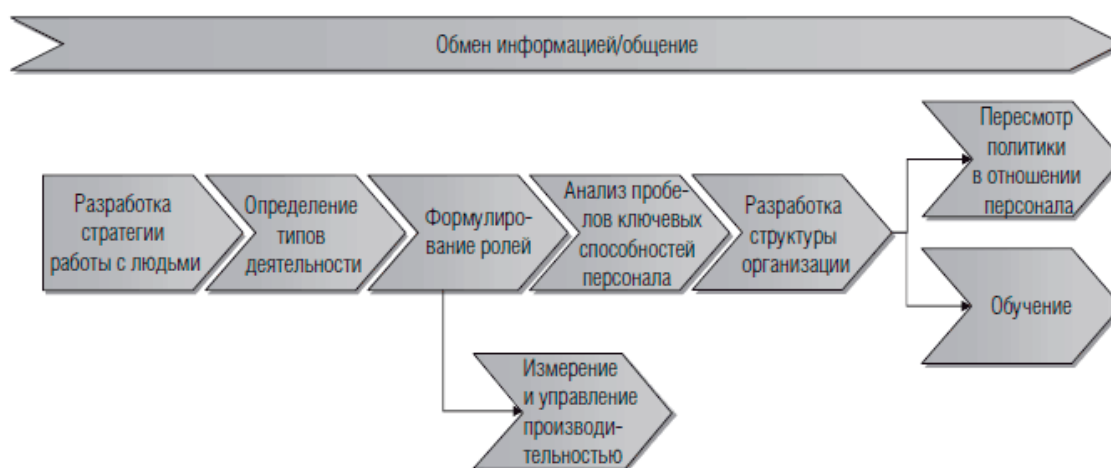 Обмен информацией/общение
Разработка
стратегии
работы с людьми
Определение
типов
деятельности
Формулиро-
вание ролей
Анализ пробе-
лов ключевых
способностей
персонала
Разработка
структуры
организации
Пересмотр
политики
в отношении
персонала
Обучение
Измерение
и управление
производи-
тельностью